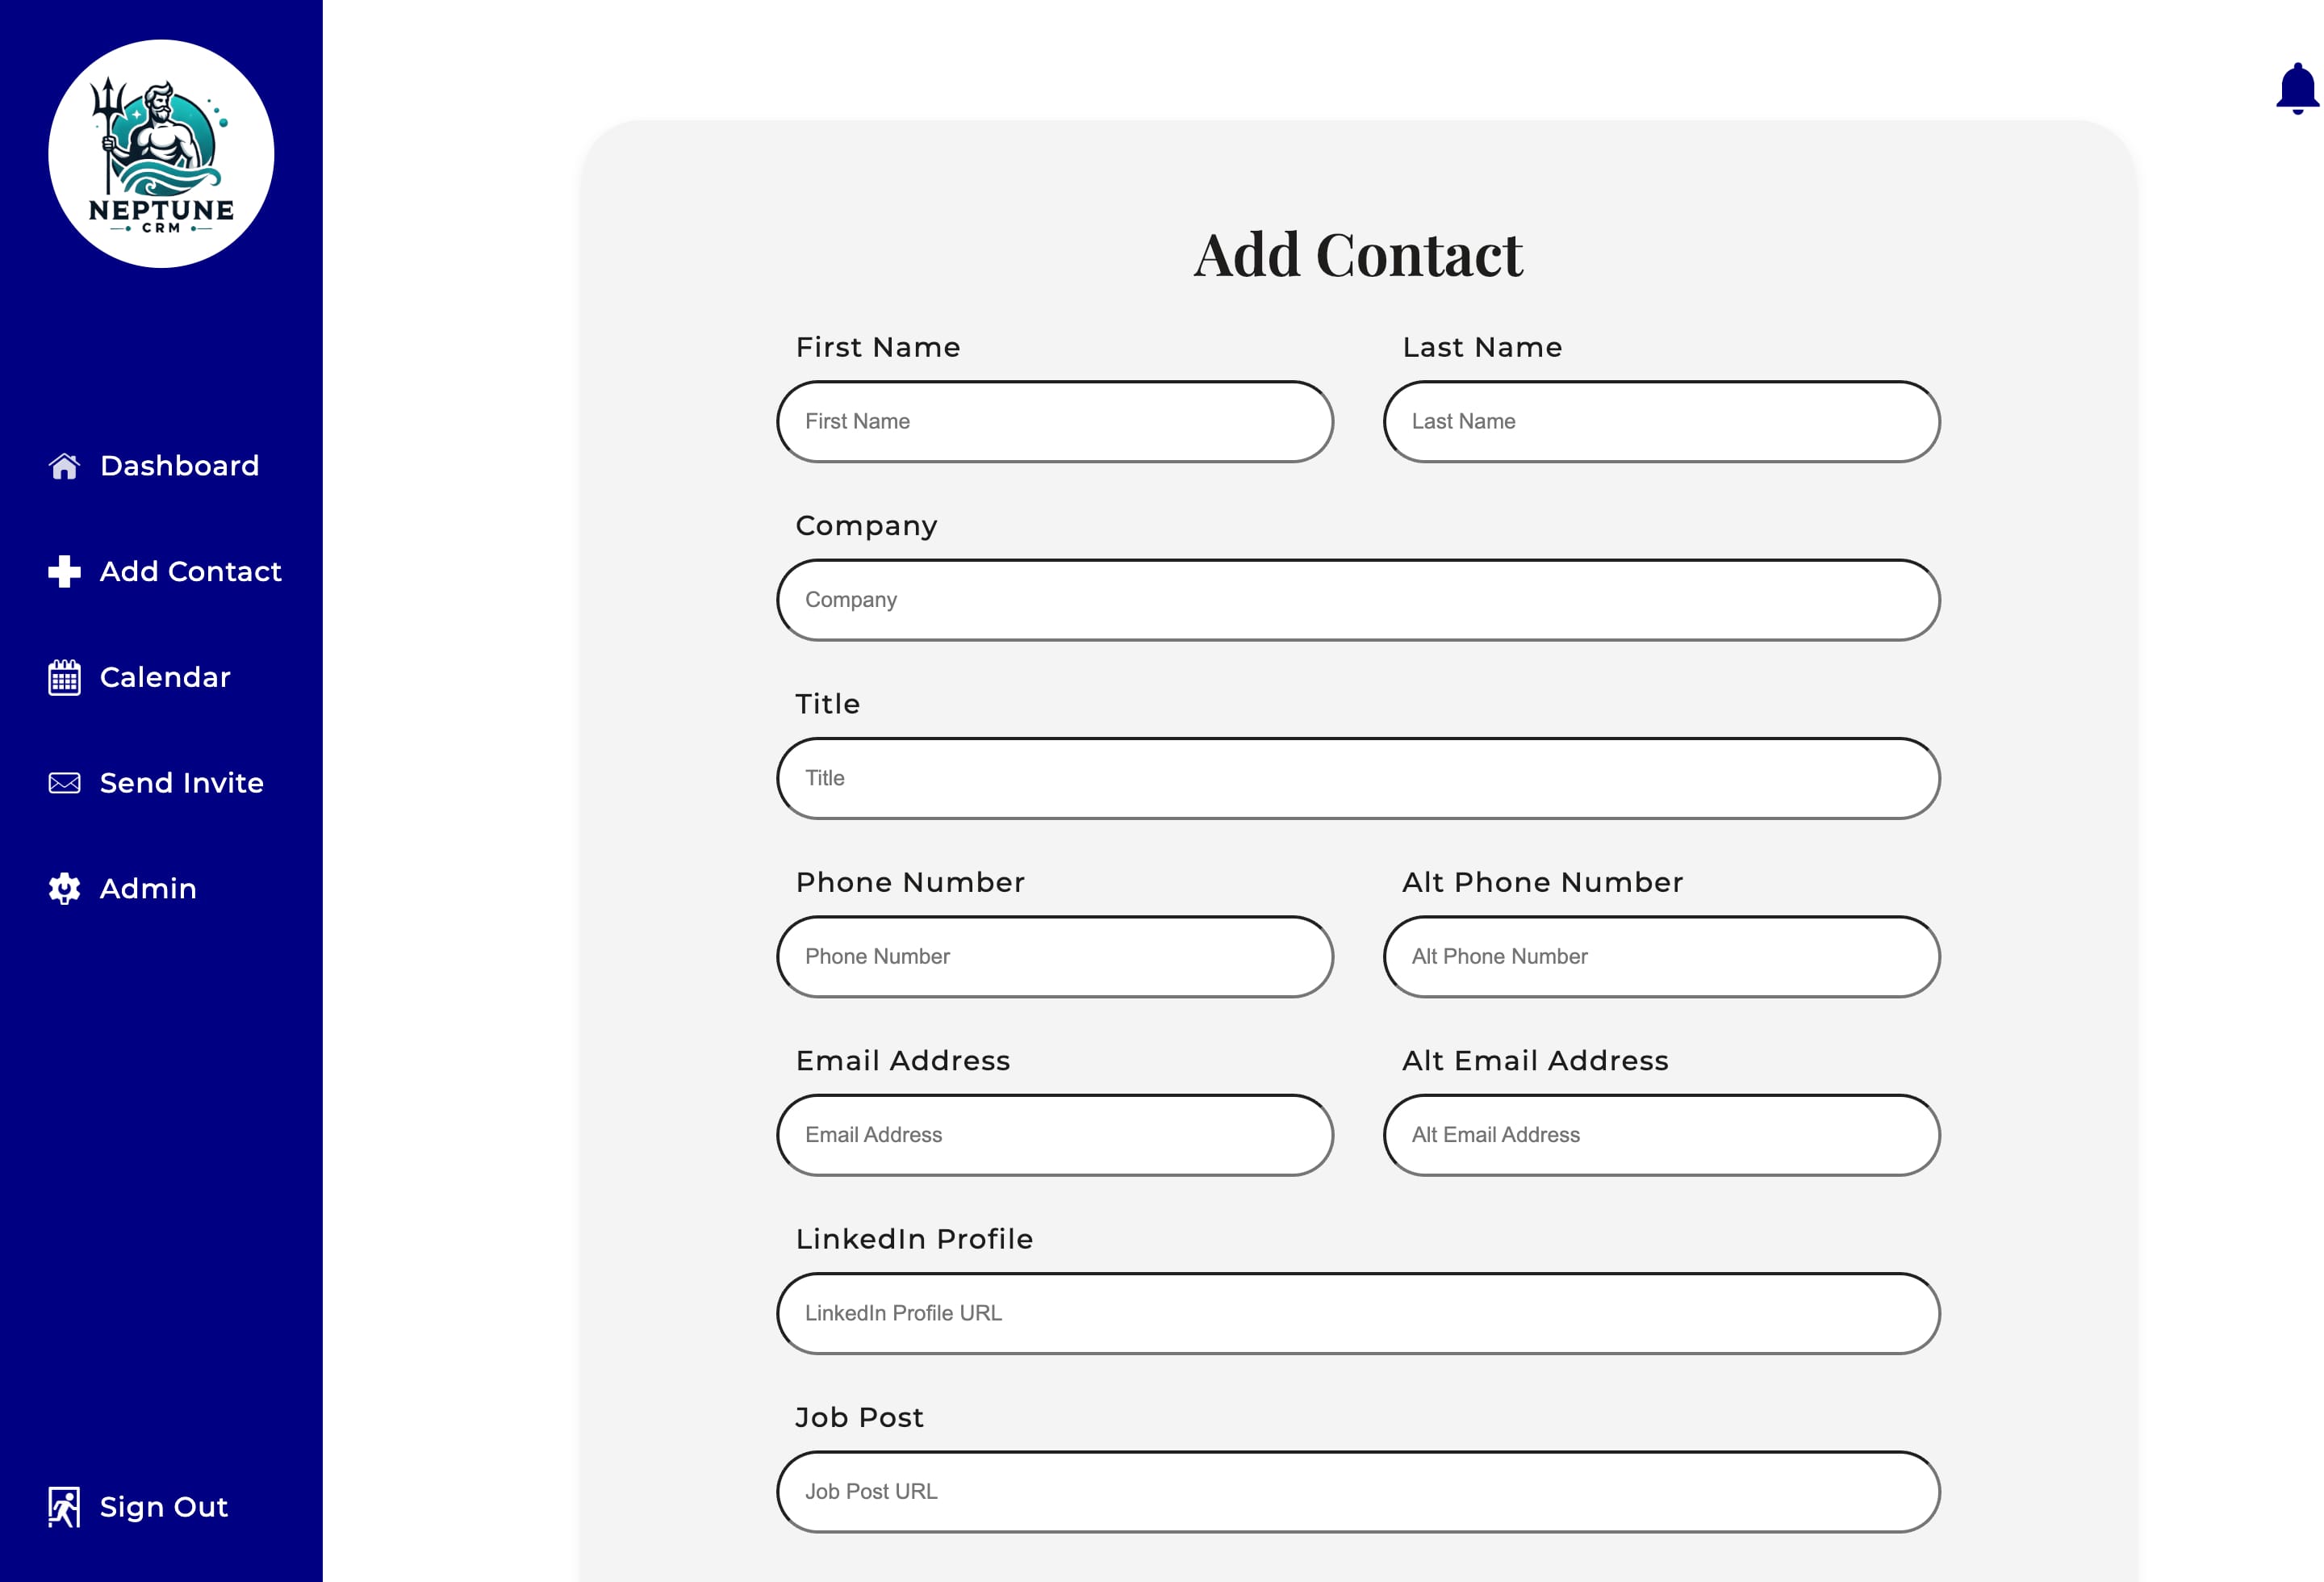 NEPTUNE
CRM
Dashboard
Add Contact
Calendar
Send Invite
Admin
Sign Out
Add Contact
First Name
Last Name
First Name
Last Name
Company
Company
Title
Title
Phone Number
Alt Phone Number
Phone Number
Alt Phone Number
Email Address
Alt Email Address
Email Address
Alt Email Address
LinkedIn Profile
LinkedIn Profile URL
Job Post
Job Post URL